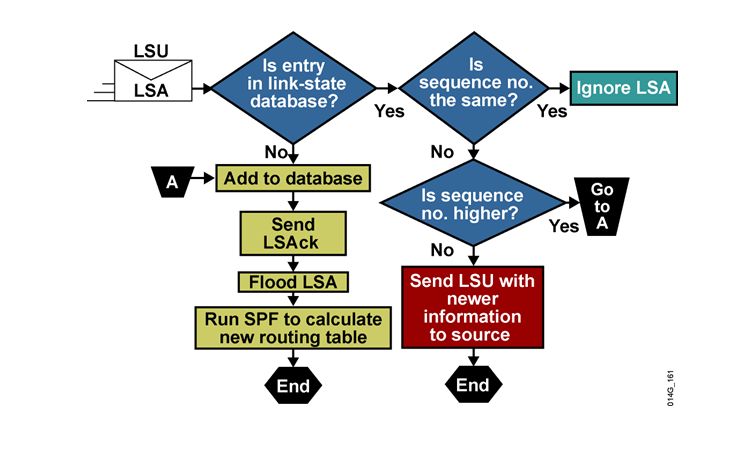 LSU
LSA
Is entry
in link-state
database?
Yes
Is
sequence no.
the same?
Yes
Ignore LSA
No
No
A
Add to database
Is sequence
no. higher?
Yes
Go
to
A
Send
LSAck
No
Flood LSA
Send LSU with
newer
information
to source
Run SPF to calculate
new routing table
End
End
014G_161